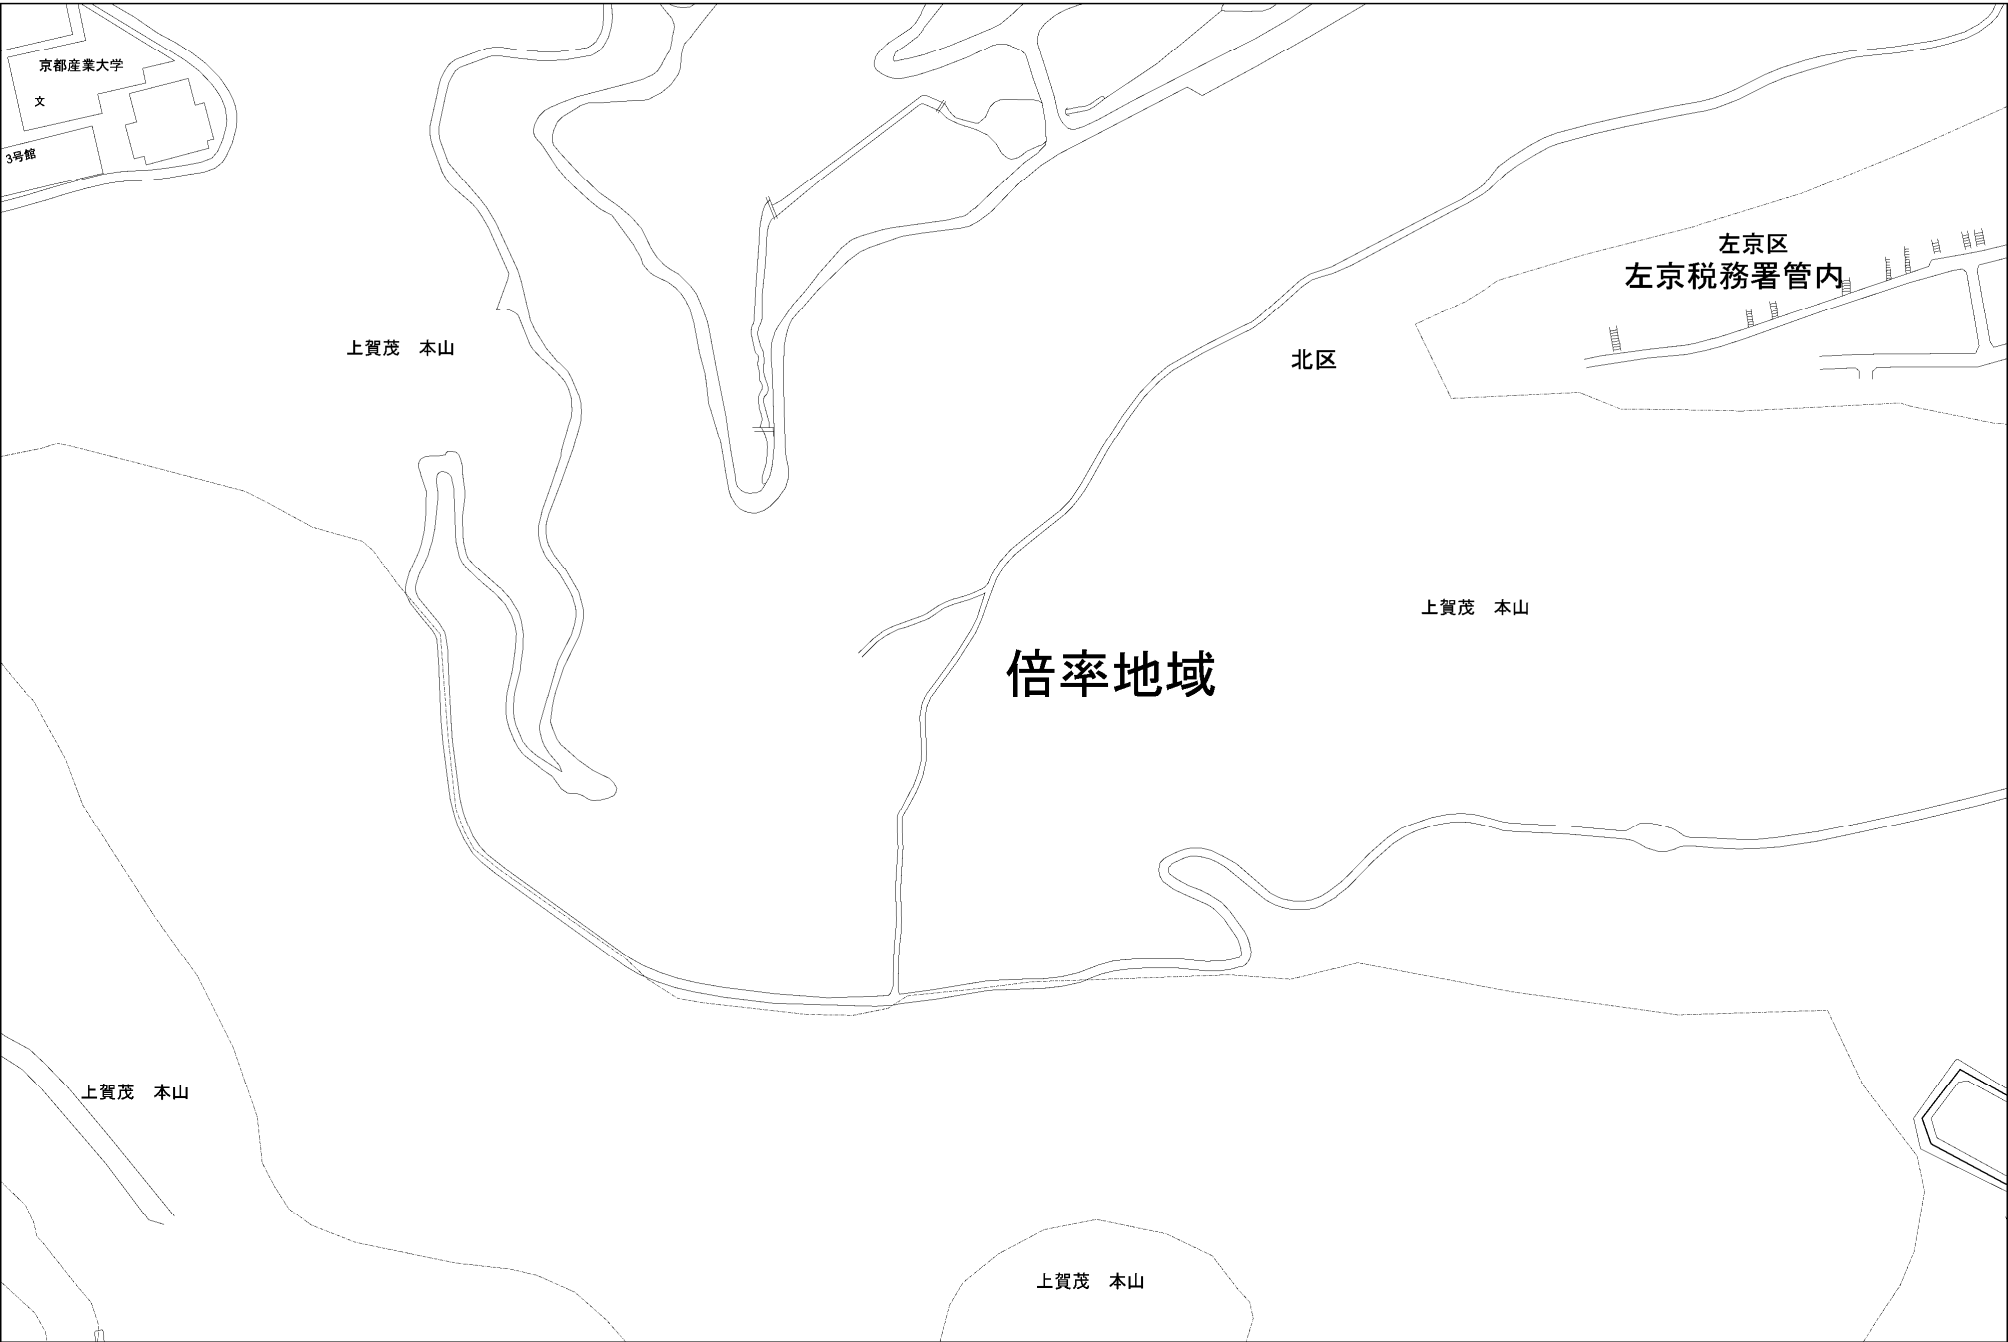 京都産業大学
文
3号館
左京区
左京税務署管内
上賀茂　本山
北区
上賀茂　本山
倍率地域
上賀茂　本山
上賀茂　本山